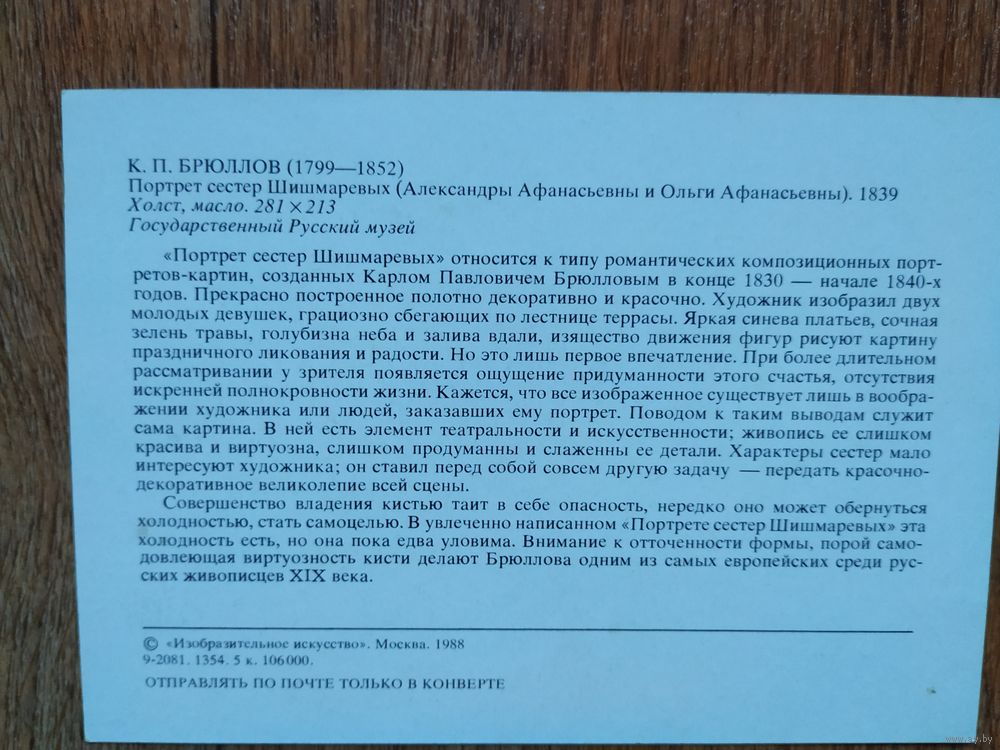 К. П. БРЮЛЛОВ (1799—1852)
Портрет сестер Шишмаревых (Александры Афанасьевны и Ольги Афанасьевны). 1839
Холст, масло. 281 × 213
Государственный Русский музей
«Портрет сестер Шишмаревых» относится к типу романтических композиционных порт-
ретов-картин, созданных Карлом Павловичем Брюлловым в конце 1830 — начале 1840-х
годов. Прекрасно построенное полотно декоративно и красочно. Художник изобразил двух
молодых девушек, грациозно сбегающих по лестнице террасы. Яркая синева платьев, сочная
зелень травы, голубизна неба и залива вдали, изящество движения фигур рисуют картину
праздничного ликования и радости. Но это лишь первое впечатление. При более длительном
рассматривании у зрителя появляется ощущение придуманности этого счастья, отсутствия
искренней полнокровности жизни. Кажется, что все изображенное существует лишь в вообра-
жении художника или людей, заказавших ему портрет. Поводом к таким выводам служит
сама картина. В ней есть элемент театральности и искусственности; живопись ее слишком
красива и виртуозна, слишком продуманны и слаженны ее детали. Характеры сестер мало
интересуют художника; он ставил перед собой совсем другую задачу — передать красочно-
декоративное великолепие всей сцены.
Совершенство владения кистью таит в себе опасность, нередко оно может обернуться
холодностью, стать самоцелью. В увлеченно написанном «Портрете сестер Шишмаревых» эта
холодность есть, но она пока едва уловима. Внимание к отточенности формы, порой само-
довлеющая виртуозность кисти делают Брюллова одним из самых европейских среди рус-
ских живописцев XIX века.
© «Изобразительное искусство». Москва. 1988
9-2081. 1354. 5 к. 106000.
ОТПРАВЛЯТЬ ПО ПОЧТЕ ТОЛЬКО В КОНВЕРТЕ